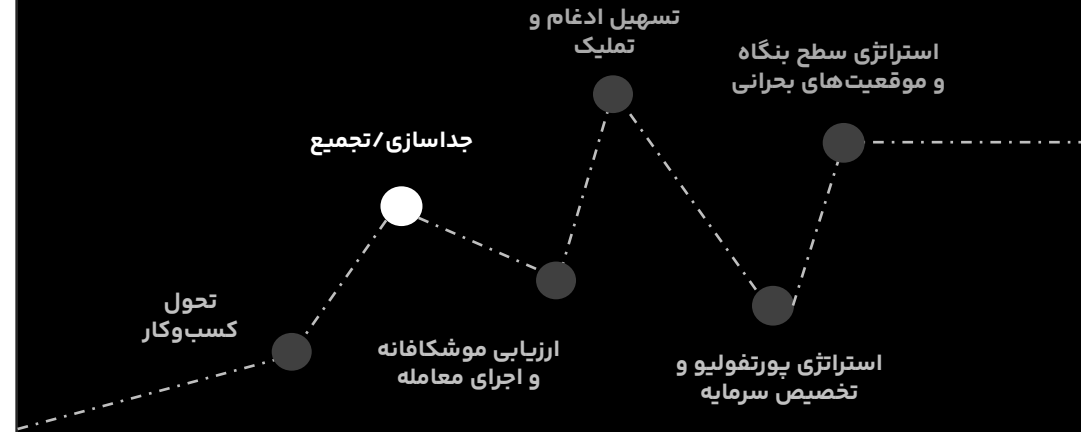 تسهیل ادغام و
تملیک
استراتژی سطح بنگاه
و موقعیت‌های بحرانی
جداسازی/تجمیع
تحول
کسب‌وکار
ارزیابی موشکافانه
و اجرای معامله
استراتژی پورتفولیو و
تخصیص سرمایه